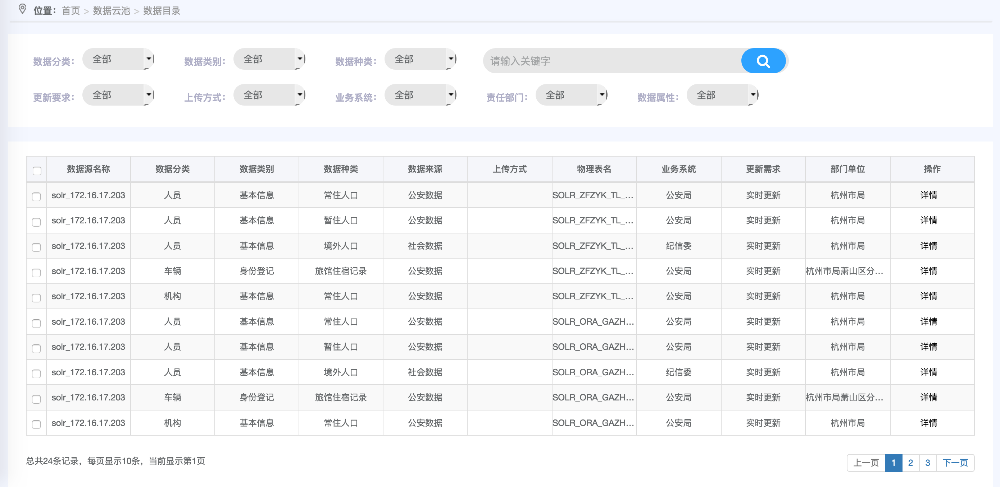 位置：首页 > 数据云池 > 数据目录
数据分类： 全部 数据类别： 全部 数据种类： 全部 请输入关键字
更新要求： 全部 上传方式： 全部 业务系统： 全部 责任部门： 全部 数据属性： 全部
数据源名称 数据分类 数据类别 数据种类 数据来源 上传方式 物理表名 业务系统 更新需求 部门单位 操作
solr_172.16.17.203 人员 基本信息 常住人口 公安数据 SOLR_ZFZYK_TL_... 公安局 实时更新 杭州市局 详情
solr_172.16.17.203 人员 基本信息 暂住人口 公安数据 SOLR_ZFZYK_TL_... 公安局 实时更新 杭州市局 详情
solr_172.16.17.203 人员 基本信息 境外人口 社会数据 SOLR_ZFZYK_TL_... 纪信委 实时更新 杭州市局 详情
solr_172.16.17.203 车辆 身份登记 旅馆住宿记录 公安数据 SOLR_ZFZYK_TL_... 公安局 实时更新 杭州市局萧山区分... 详情
solr_172.16.17.203 机构 基本信息 常住人口 公安数据 SOLR_ZFZYK_TL_... 公安局 实时更新 杭州市局 详情
solr_172.16.17.203 人员 基本信息 常住人口 公安数据 SOLR_ORA_GAZH... 公安局 实时更新 杭州市局 详情
solr_172.16.17.203 人员 基本信息 暂住人口 公安数据 SOLR_ORA_GAZH... 公安局 实时更新 杭州市局 详情
solr_172.16.17.203 人员 基本信息 境外人口 社会数据 SOLR_ORA_GAZH... 纪信委 实时更新 杭州市局 详情
solr_172.16.17.203 车辆 身份登记 旅馆住宿记录 公安数据 SOLR_ORA_GAZH... 公安局 实时更新 杭州市局萧山区分... 详情
solr_172.16.17.203 机构 基本信息 常住人口 公安数据 SOLR_ORA_GAZH... 公安局 实时更新 杭州市局 详情
总共24条记录，每页显示10条，当前显示第1页 上一页 1 2 3 下一页